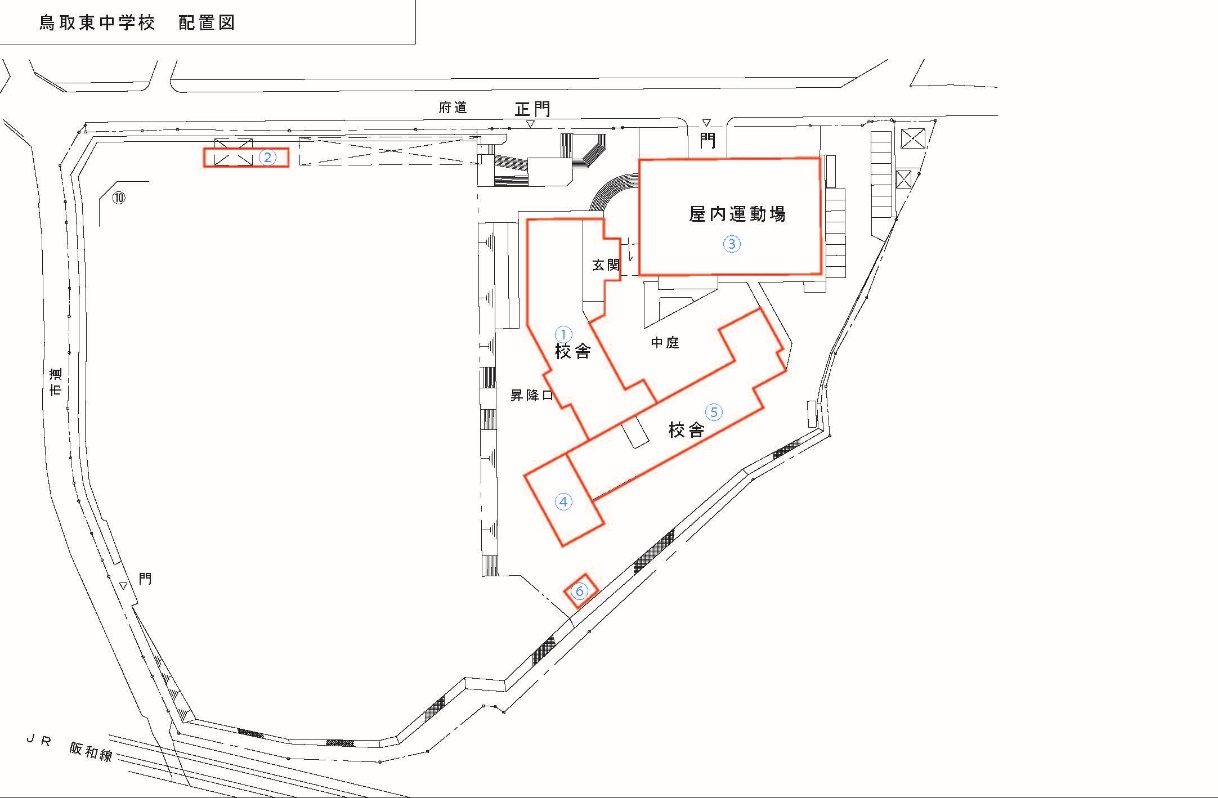 鳥取東中学校　配置図
府道
正門
門
②
⑩
屋内運動場
③
玄関
①
校舎
中庭
市道
昇降口
⑤
校舎
④
門
⑥
ＪＲ　阪和線